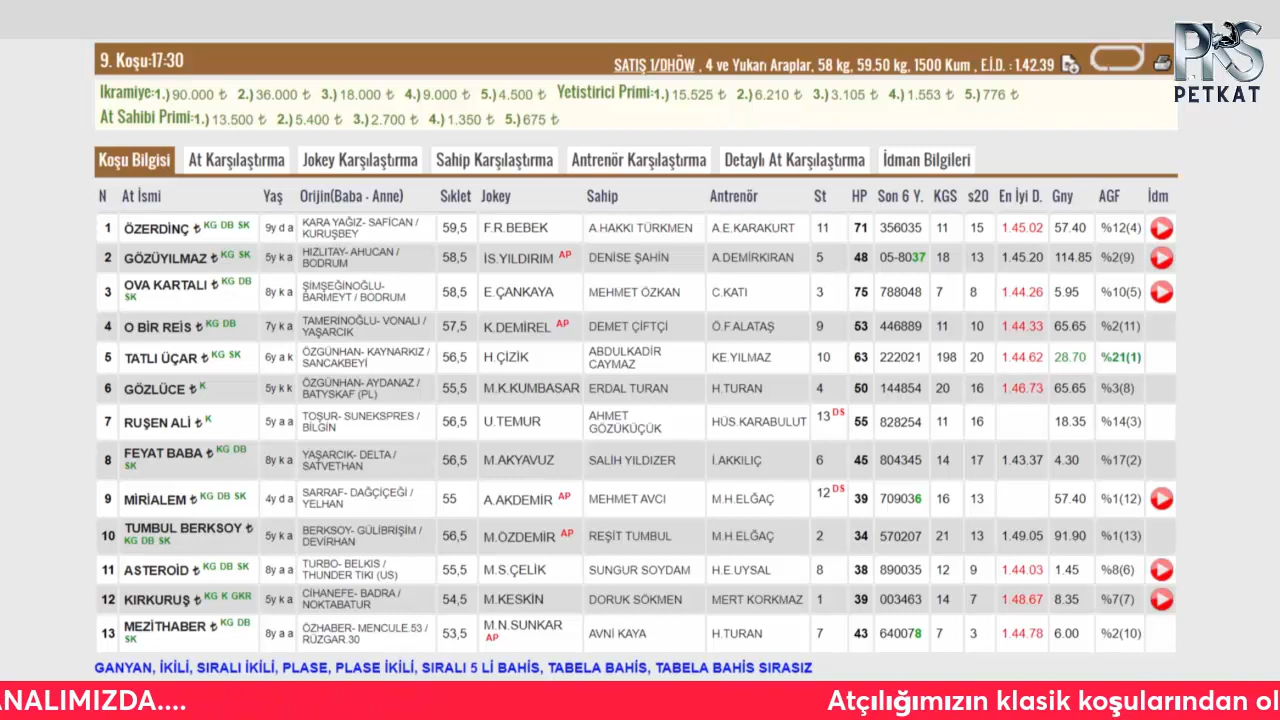 PKS
PETKAT
9. Koşu:17:30
SATIŞ 1/DHÖW , 4 ve Yukarı Araplar, 58 kg, 59.50 kg, 1500 Kum , E.İ.D. : 1.42.39
Ikramiye:1.) 90.000 ₺ 2.) 36.000 ₺ 3.) 18.000 ₺ 4.) 9.000 ₺ 5.) 4.500 ₺ Yetistirici Primi:1.) 15.525 ₺ 2.) 6.210 ₺ 3.) 3.105 ₺ 4.) 1.553 ₺ 5.) 776 ₺
At Sahibi Primi:1.) 13.500 ₺ 2.) 5.400 ₺ 3.) 2.700 ₺ 4.) 1.350 ₺ 5.) 675 ₺
Koşu Bilgisi At Karşılaştırma Jokey Karşılaştırma Sahip Karşılaştırma Antrenör Karşılaştırma Detaylı At Karşılaştırma İdman Bilgileri
N At İsmi Yaş Orijin(Baba - Anne) Sıklet Jokey Sahip Antrenör St HP Son 6 Y. KGS s20 En İyi D. Gny AGF İdm
1 ÖZERDİNÇ ₺ KG DB SK 9y d a KARA YAĞIZ- SAFİCAN / KURUŞBEY 59,5 F.R.BEBEK A.HAKKI TÜRKMEN A.E.KARAKURT 11 71 356035 11 15 1.45.02 57.40 %12(4)
2 GÖZÜYILMAZ ₺ KG SK 5y k a HIZLITAY- AHUCAN / BODRUM 58,5 İS.YILDIRIM AP DENİSE ŞAHİN A.DEMİRKIRAN 5 48 05-8037 18 13 1.45.20 114.85 %2(9)
3 OVA KARTALI ₺ KG DB SK 8y k a ŞİMŞEĞİNOĞLU- BARMEYT / BODRUM 58,5 E.ÇANKAYA MEHMET ÖZKAN C.KATI 3 75 788048 7 8 1.44.26 5.95 %10(5)
4 O BİR REİS ₺ KG DB 7y k a TAMERİNOĞLU- VONALI / YAŞARCIK 57,5 K.DEMİREL AP DEMET ÇİFTÇİ Ö.F.ALATAŞ 9 53 446889 11 10 1.44.33 65.65 %2(11)
5 TATLI UÇAR ₺ KG SK 6y a k ÖZGÜNHAN- KAYNARKIZ / SANCAKBEYİ 56,5 H.ÇİZİK ABDULKADİR CAYMAZ KE.YILMAZ 10 63 222021 198 20 1.44.62 28.70 %21(1)
6 GÖZLÜCE ₺ K 5y k k ÖZGÜNHAN- AYDANAZ / BATYSKAF (PL) 55,5 M.K.KUMBASAR ERDAL TURAN H.TURAN 4 50 144854 20 16 1.46.73 65.65 %3(8)
7 RUŞEN ALİ ₺ K 5y a a TOŞUR- SUNEKSPRES / BİLGİN 56,5 U.TEMUR AHMET GÖZÜKÜÇÜK HÜS.KARABULUT 13 DS 55 828254 11 16 18.35 %14(3)
8 FEYAT BABA ₺ KG DB SK 8y k a YAŞARCIK- DELTA / SATVETHAN 56,5 M.AKYAVUZ SALİH YILDIZER İ.AKKILIÇ 6 45 804345 14 17 1.43.37 4.30 %17(2)
9 MİRİALEM ₺ KG DB SK 4y d a SARRAF- DAĞÇİÇEĞİ / YELHAN 55 A.AKDEMİR AP MEHMET AVCI M.H.ELĞAÇ 12 DS 39 709036 16 13 57.40 %1(12)
10 TUMBUL BERKSOY ₺ KG DB SK 5y k a BERKSOY- GÜLİBRİŞİM / DEVİRHAN 56,5 M.ÖZDEMİR AP REŞİT TUMBUL M.H.ELĞAÇ 2 34 570207 21 13 1.49.05 91.90 %1(13)
11 ASTEROİD ₺ KG DB SK 8y a a TURBO- BELKIS / THUNDER TIKI (US) 55,5 M.S.ÇELİK SUNGUR SOYDAM H.E.UYSAL 8 38 890035 12 9 1.44.03 1.45 %8(6)
12 KIRKURUŞ ₺ KG K GKR 5y k a CİHANEFE- BADRA / NOKTABATUR 54,5 M.KESKİN DORUK SÖKMEN MERT KORKMAZ 1 39 003463 14 7 1.48.67 8.35 %7(7)
13 MEZİTHABER ₺ KG DB SK 8y a a ÖZHABER- MENCULE.53 / RÜZGAR.30 53,5 M.N.SUNKAR AP AVNİ KAYA H.TURAN 7 43 640078 7 3 1.44.78 6.00 %2(10)
GANYAN, İKİLİ, SIRALI İKİLİ, PLASE, PLASE İKİLİ, SIRALI 5 Lİ BAHİS, TABELA BAHİS, TABELA BAHİS SIRASIZ
ANALIMIZDA.... Atçılığımızın klasik koşularından ol